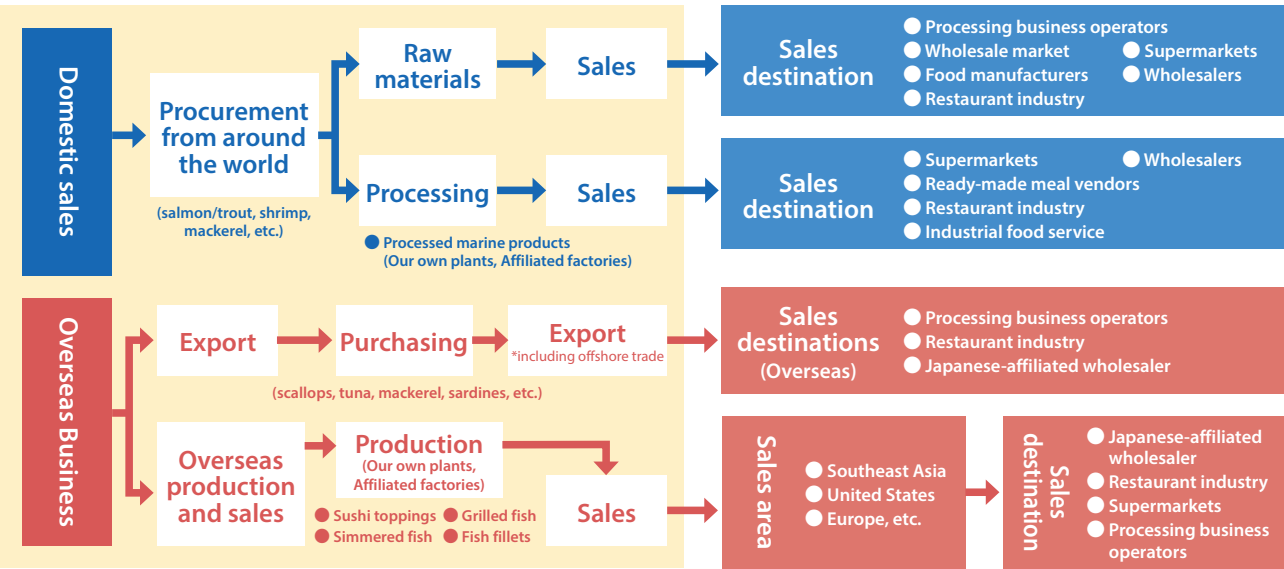 Domestic sales
Procurement
from around
the world
(salmon/trout, shrimp,
mackerel, etc.)
Raw
materials
Sales
Sales
destination
Processing business operators
Wholesale market
Supermarkets
Food manufacturers
Wholesalers
Restaurant industry
Processing
Processed marine products
(Our own plants, Affiliated factories)
Sales
Sales
destination
Supermarkets
Wholesalers
Ready-made meal vendors
Restaurant industry
Industrial food service
Overseas Business
Export
Purchasing
(scallops, tuna, mackerel, sardines, etc.)
Export
*including offshore trade
Sales
destinations
(Overseas)
Processing business operators
Restaurant industry
Japanese-affiliated wholesaler
Overseas
production
and sales
Production
(Our own plants,
Affiliated factories)
Sushi toppings
Grilled fish
Simmered fish
Fish fillets
Sales
Sales area
Southeast Asia
United States
Europe, etc.
Sales
destination
Japanese-affiliated
wholesaler
Restaurant industry
Supermarkets
Processing business
operators